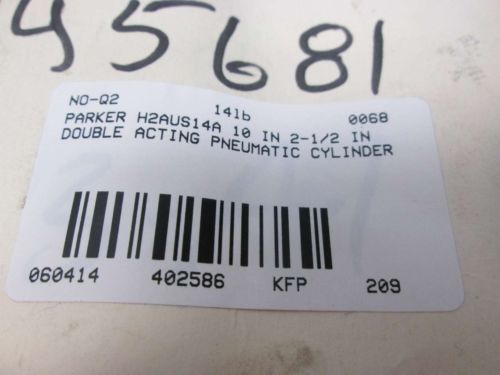 45681
NO-Q2 141b 0068
PARKER H2AUS14A 10 IN 2-1/2 IN
DOUBLE ACTING PNEUMATIC CYLINDER
060414 402586 KFP 209